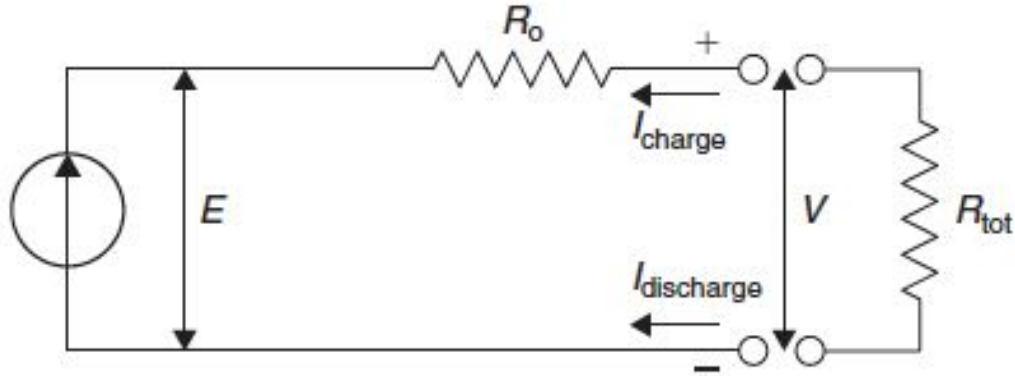 Ro
+
Icharge
E
V
Rtot
Idischarge
−